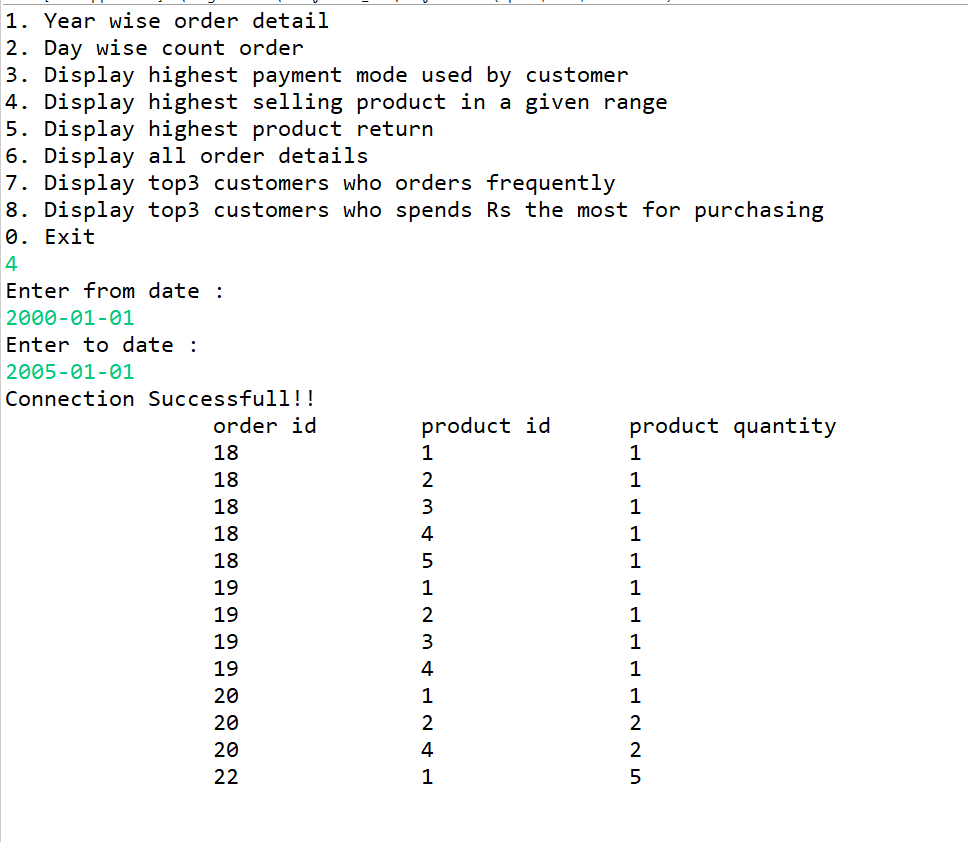 1. Year wise order detail
2. Day wise count order
3. Display highest payment mode used by customer
4. Display highest selling product in a given range
5. Display highest product return
6. Display all order details
7. Display top3 customers who orders frequently
8. Display top3 customers who spends Rs the most for purchasing
0. Exit
4
Enter from date :
2000-01-01
Enter to date :
2005-01-01
Connection Successfull!!
order id product id product quantity
18 1 1
18 2 1
18 3 1
18 4 1
18 5 1
19 1 1
19 2 1
19 3 1
19 4 1
20 1 1
20 2 2
20 4 2
22 1 5